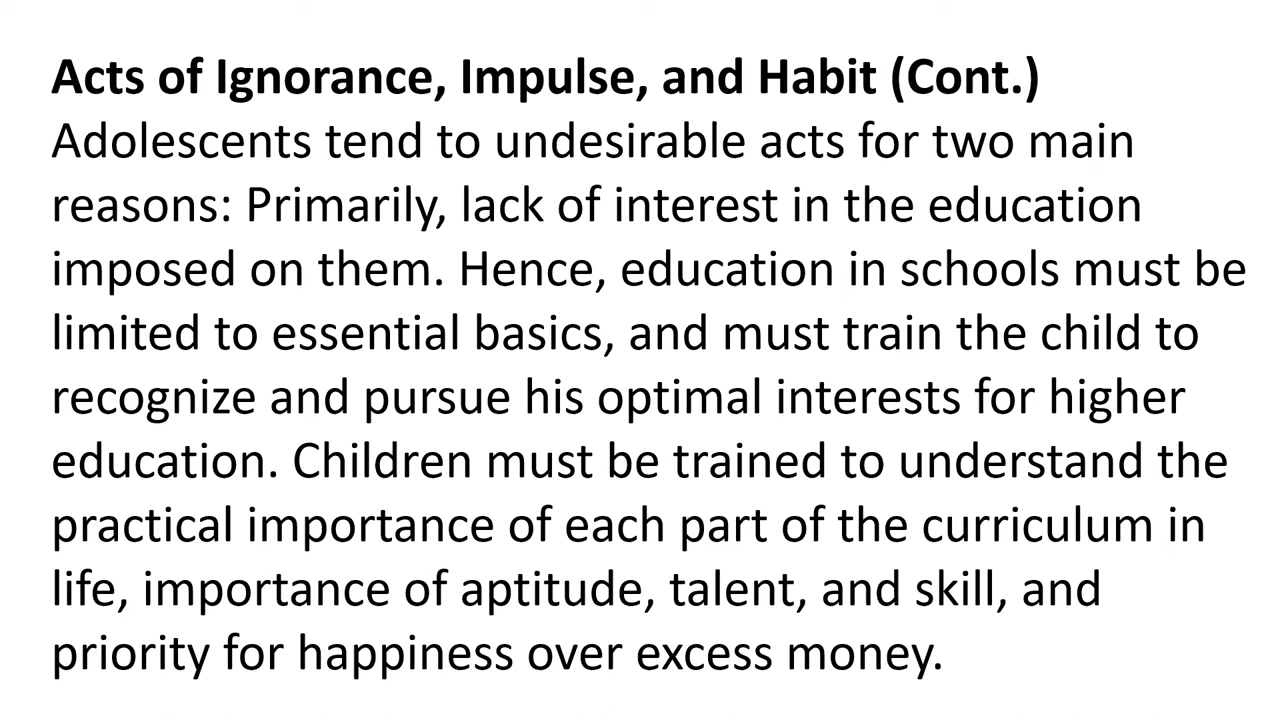 Acts of Ignorance, Impulse, and Habit (Cont.)
Adolescents tend to undesirable acts for two main
reasons: Primarily, lack of interest in the education
imposed on them. Hence, education in schools must be
limited to essential basics, and must train the child to
recognize and pursue his optimal interests for higher
education. Children must be trained to understand the
practical importance of each part of the curriculum in
life, importance of aptitude, talent, and skill, and
priority for happiness over excess money.